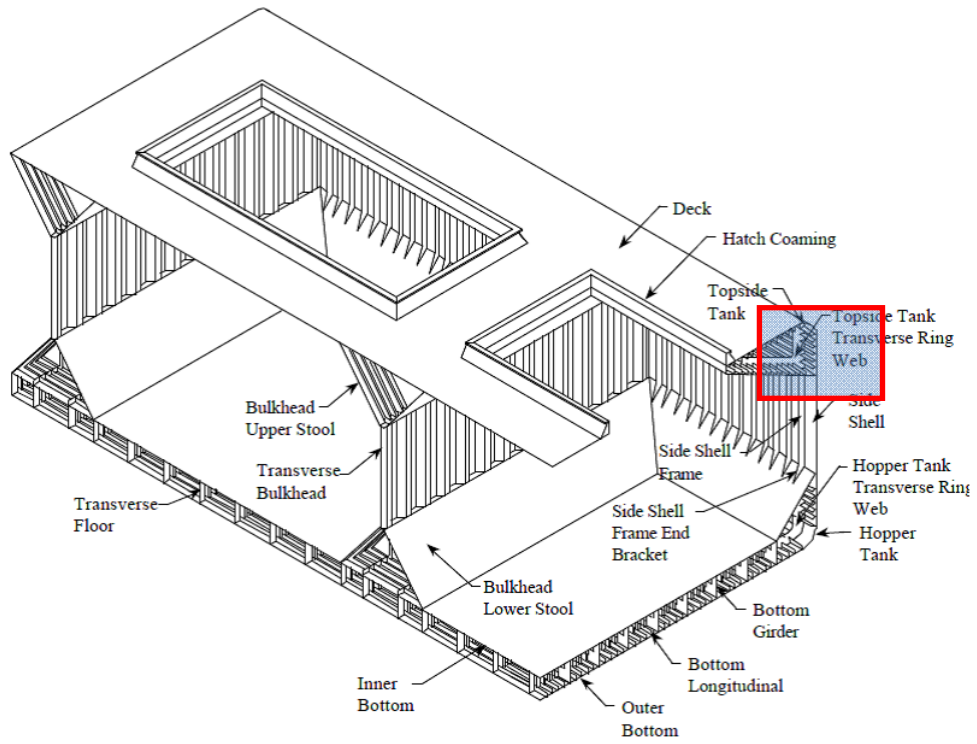 Deck
Hatch Coaming
Topside
Tank
Topside Tank
Transverse Ring
Web
Side
Shell
Bulkhead
Upper Stool
Side Shell
Frame
Transverse
Bulkhead
Hopper Tank
Transverse Ring
Web
Transverse
Floor
Side Shell
Frame End
Bracket
Hopper
Tank
Bulkhead
Lower Stool
Bottom
Girder
Bottom
Longitudinal
Inner
Bottom
Outer
Bottom